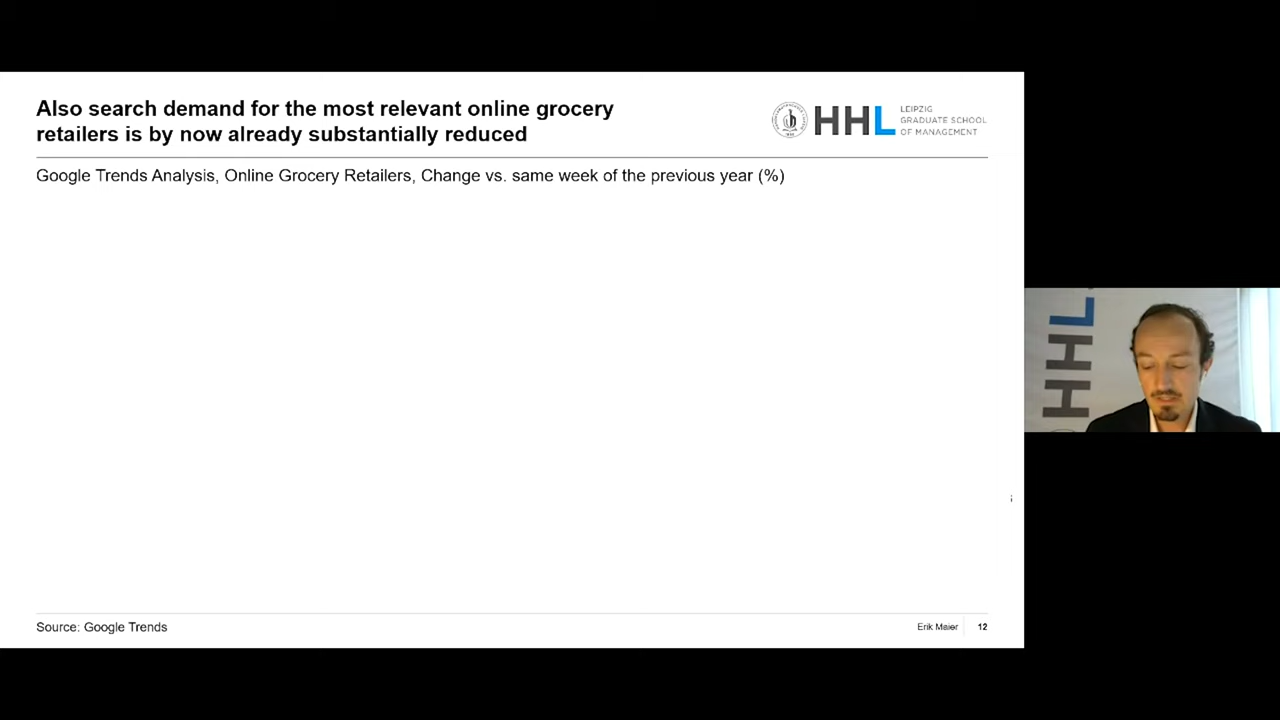 Also search demand for the most relevant online grocery
retailers is by now already substantially reduced
HHL
LEIPZIG
GRADUATE SCHOOL
OF MANAGEMENT
Google Trends Analysis, Online Grocery Retailers, Change vs. same week of the previous year (%)
HHL
Source: Google Trends
Erik Maier
12